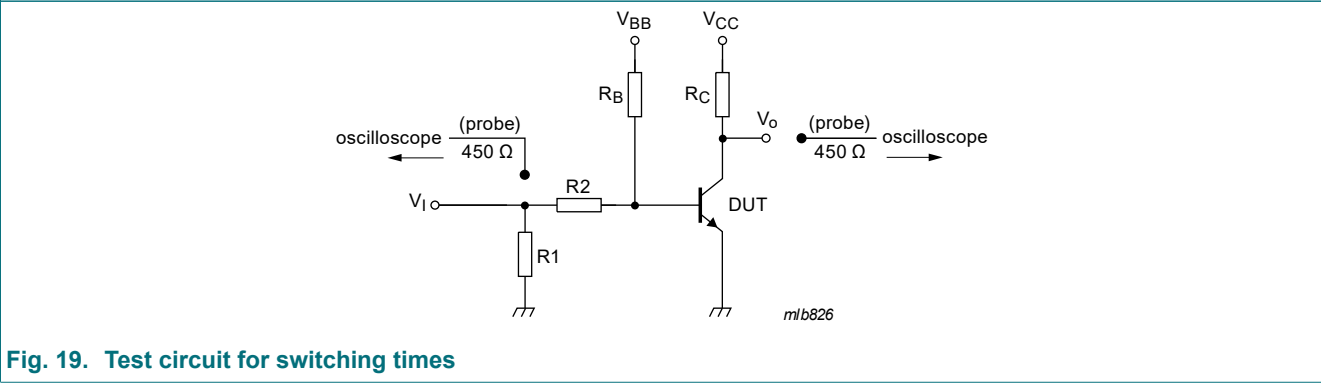 VBB
VCC
RB
RC
Vo
(probe)
450 Ω
oscilloscope
(probe)
450 Ω
oscilloscope
R2
VI
DUT
R1
mlb826
Fig. 19. Test circuit for switching times